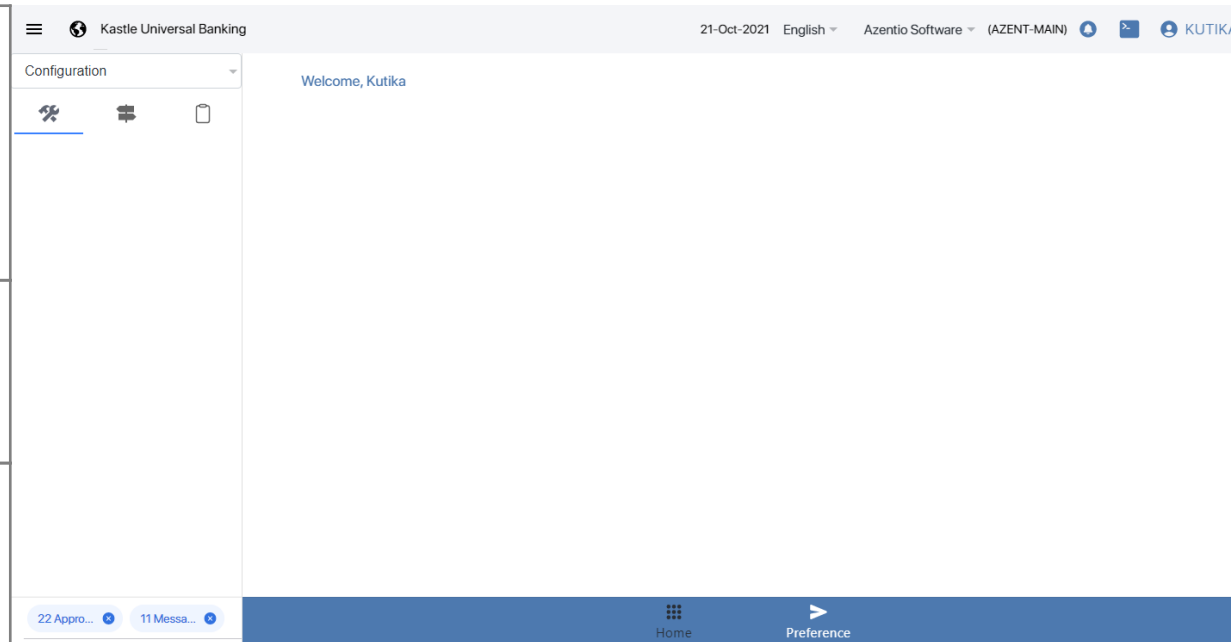 Kastle Universal Banking
21-Oct-2021 English Azentio Software (AZENT-MAIN) KUTIKA
Configuration
Welcome, Kutika
22 Appro... 11 Messa...
Home Preference